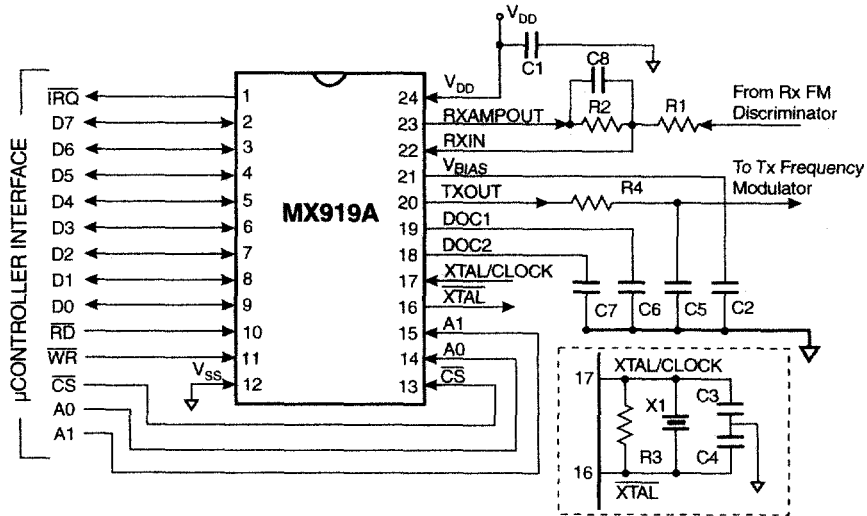 VDD
C1
C8
R2
R1
From Rx FM
Discriminator
To Tx Frequency
Modulator
R4
µCONTROLLER INTERFACE
IRQ
D7
D6
D5
D4
D3
D2
D1
D0
RD
WR
CS
A0
A1
VSS
MX919A
1
2
3
4
5
6
7
8
9
10
11
12
24
23
22
21
20
19
18
17
16
15
14
13
VDD
RXAMPOUT
RXIN
VBIAS
TXOUT
DOC1
DOC2
XTAL/CLOCK
XTAL
A1
A0
CS
C7
C6
C5
C2
17
XTAL/CLOCK
X1
C3
R3
C4
16
XTAL